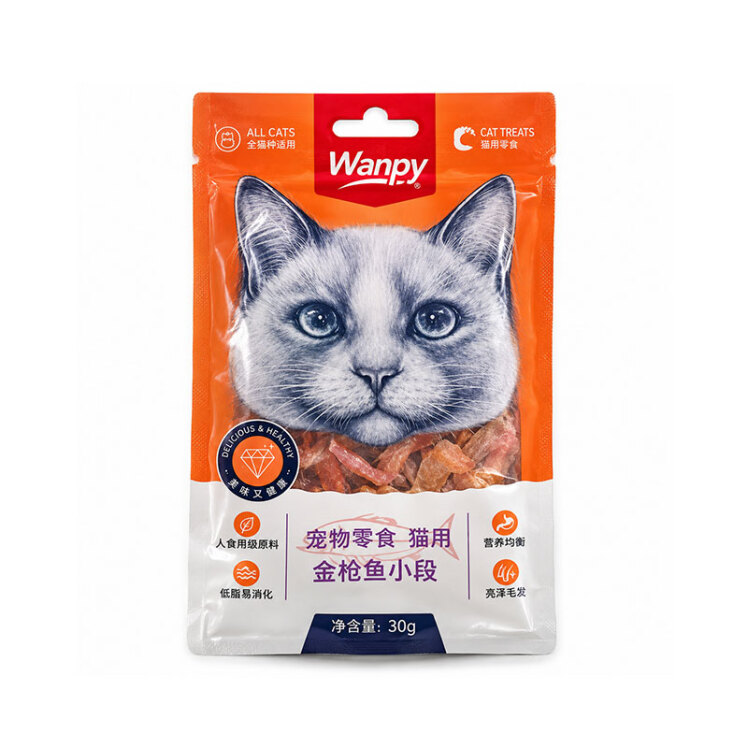 ALL CATS
全猫种适用
Wanpy
®
CAT TREATS
猫用零食
DELICIOUS & HEALTHY
美味又健康
人食用级原料
低脂易消化
宠物零食 猫用
金枪鱼小段
营养均衡
亮泽毛发
净含量: 30g